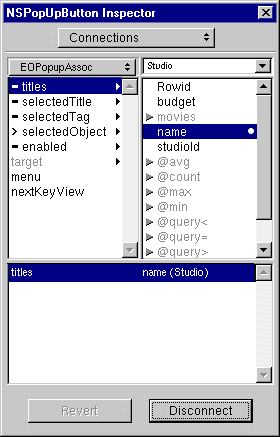 NSPopUpButton Inspector
Connections
EOPopupAssoc
Studio
titles
selectedTitle
selectedTag
selectedObject
enabled
target
menu
nextKeyView
Rowid
budget
movies
name
studioId
@avg
@count
@max
@min
@query<
@query=
@query>
titles name (Studio)
Revert Disconnect